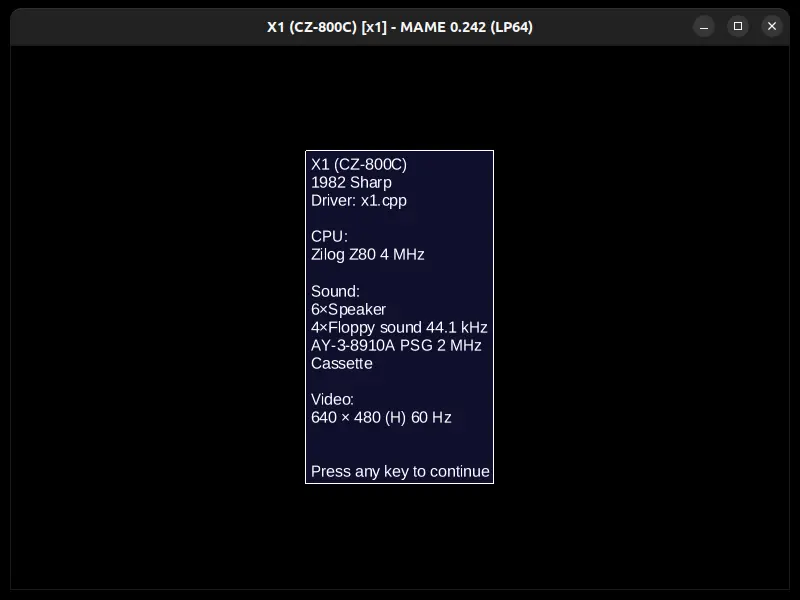 X1 (CZ-800C) [x1] - MAME 0.242 (LP64)
X1 (CZ-800C)
1982 Sharp
Driver: x1.cpp
CPU:
Zilog Z80 4 MHz
Sound:
6×Speaker
4×Floppy sound 44.1 kHz
AY-3-8910A PSG 2 MHz
Cassette
Video:
640 × 480 (H) 60 Hz
Press any key to continue